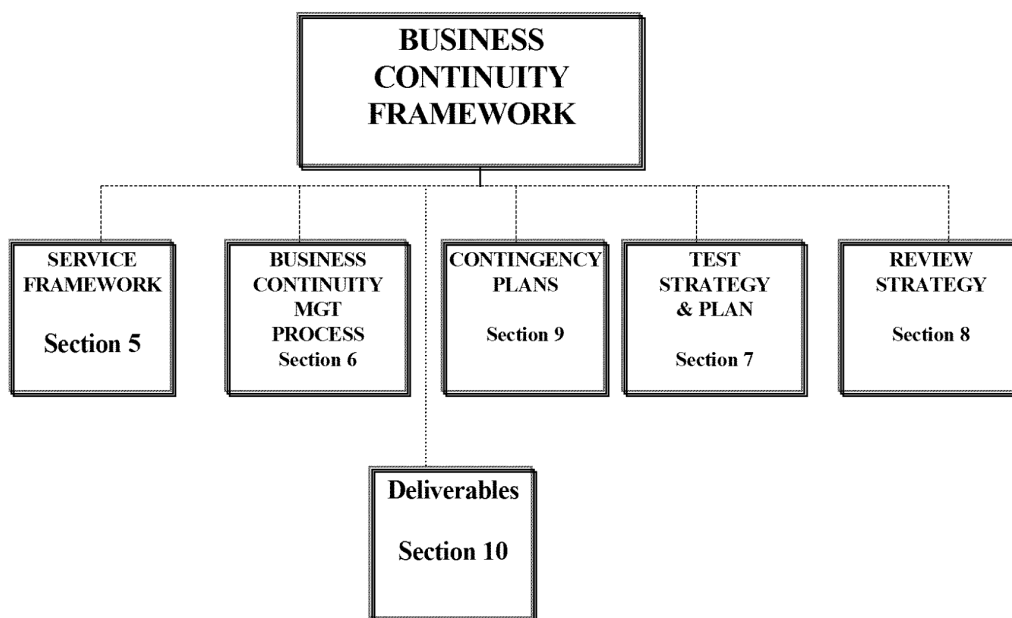 BUSINESS
CONTINUITY
FRAMEWORK
SERVICE
FRAMEWORK
Section 5
BUSINESS
CONTINUITY
MGT
PROCESS
Section 6
CONTINGENCY
PLANS
Section 9
TEST
STRATEGY
& PLAN
Section 7
REVIEW
STRATEGY
Section 8
Deliverables
Section 10